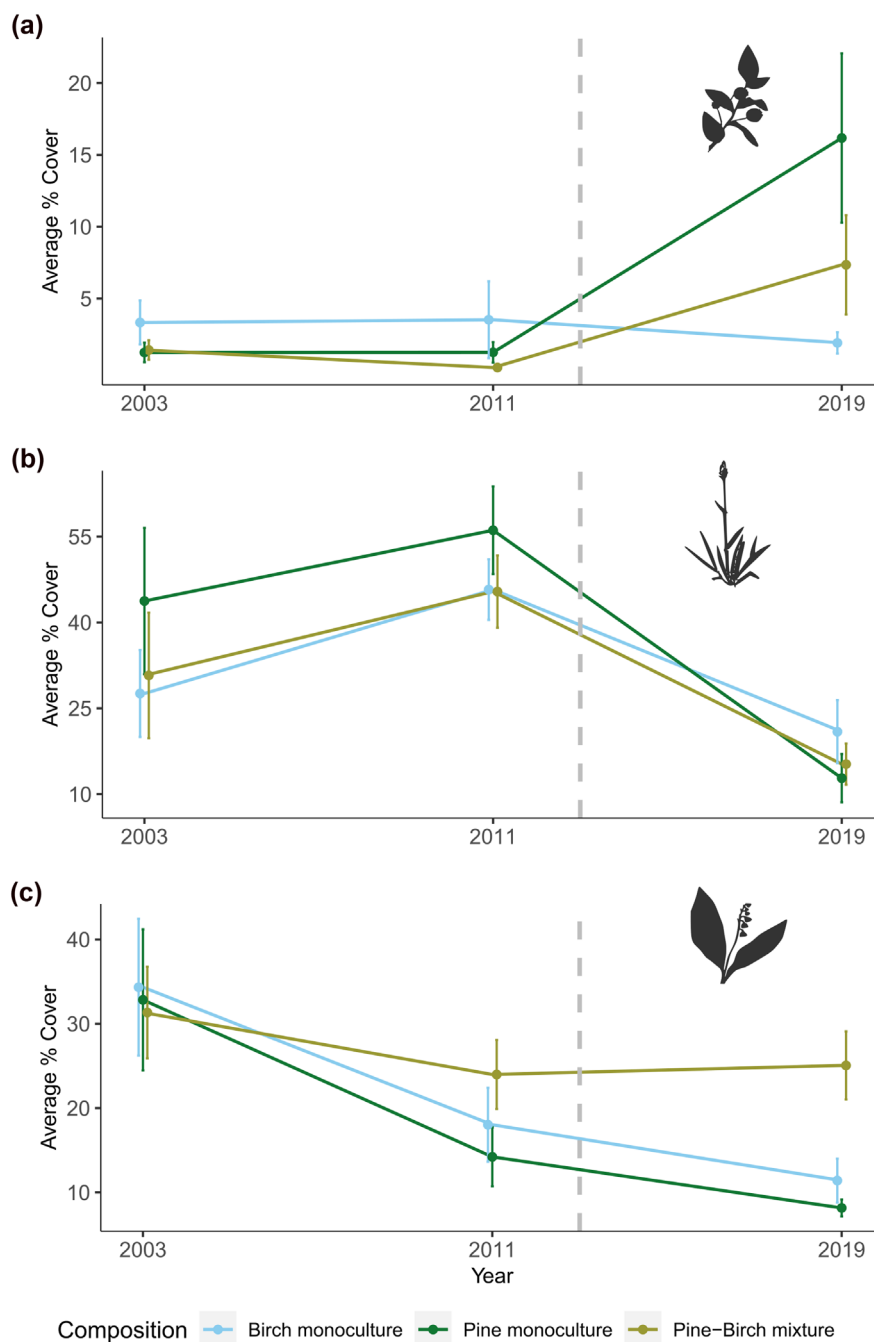 (a)
Average % Cover
20
15
10
5
2003 2011 2019
(b)
Average % Cover
55
40
25
10
2003 2011 2019
(c)
Average % Cover
40
30
20
10
2003 2011 2019
Year
Composition Birch monoculture Pine monoculture Pine−Birch mixture